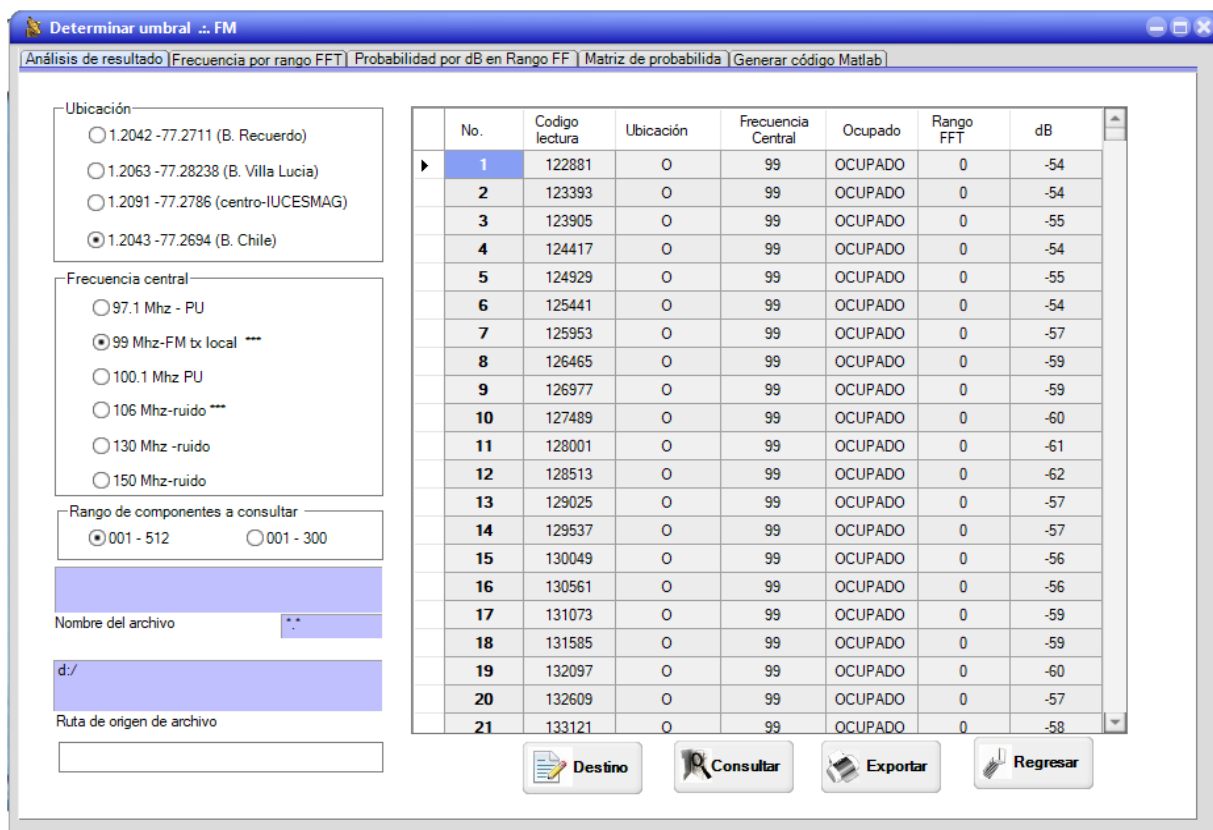 Determinar umbral .:. FM
Análisis de resultado Frecuencia por rango FFT Probabilidad por dB en Rango FF Matriz de probabilida Generar código Matlab
Ubicación
1.2042 -77.2711 (B. Recuerdo)
1.2063 -77.28238 (B. Villa Lucia)
1.2091 -77.2786 (centro-IUCESMAG)
1.2043 -77.2694 (B. Chile)
Frecuencia central
97.1 Mhz - PU
99 Mhz-FM tx local ***
100.1 Mhz PU
106 Mhz-ruido ***
130 Mhz -ruido
150 Mhz-ruido
Rango de componentes a consultar
001 - 512 001 - 300
Nombre del archivo *.*
d:/
Ruta de origen de archivo
No. Codigo lectura Ubicación Frecuencia Central Ocupado Rango FFT dB
1 122881 O 99 OCUPADO 0 -54
2 123393 O 99 OCUPADO 0 -54
3 123905 O 99 OCUPADO 0 -55
4 124417 O 99 OCUPADO 0 -54
5 124929 O 99 OCUPADO 0 -55
6 125441 O 99 OCUPADO 0 -54
7 125953 O 99 OCUPADO 0 -57
8 126465 O 99 OCUPADO 0 -59
9 126977 O 99 OCUPADO 0 -59
10 127489 O 99 OCUPADO 0 -60
11 128001 O 99 OCUPADO 0 -61
12 128513 O 99 OCUPADO 0 -62
13 129025 O 99 OCUPADO 0 -57
14 129537 O 99 OCUPADO 0 -57
15 130049 O 99 OCUPADO 0 -56
16 130561 O 99 OCUPADO 0 -56
17 131073 O 99 OCUPADO 0 -59
18 131585 O 99 OCUPADO 0 -59
19 132097 O 99 OCUPADO 0 -60
20 132609 O 99 OCUPADO 0 -57
21 133121 O 99 OCUPADO 0 -58
Destino Consultar Exportar Regresar